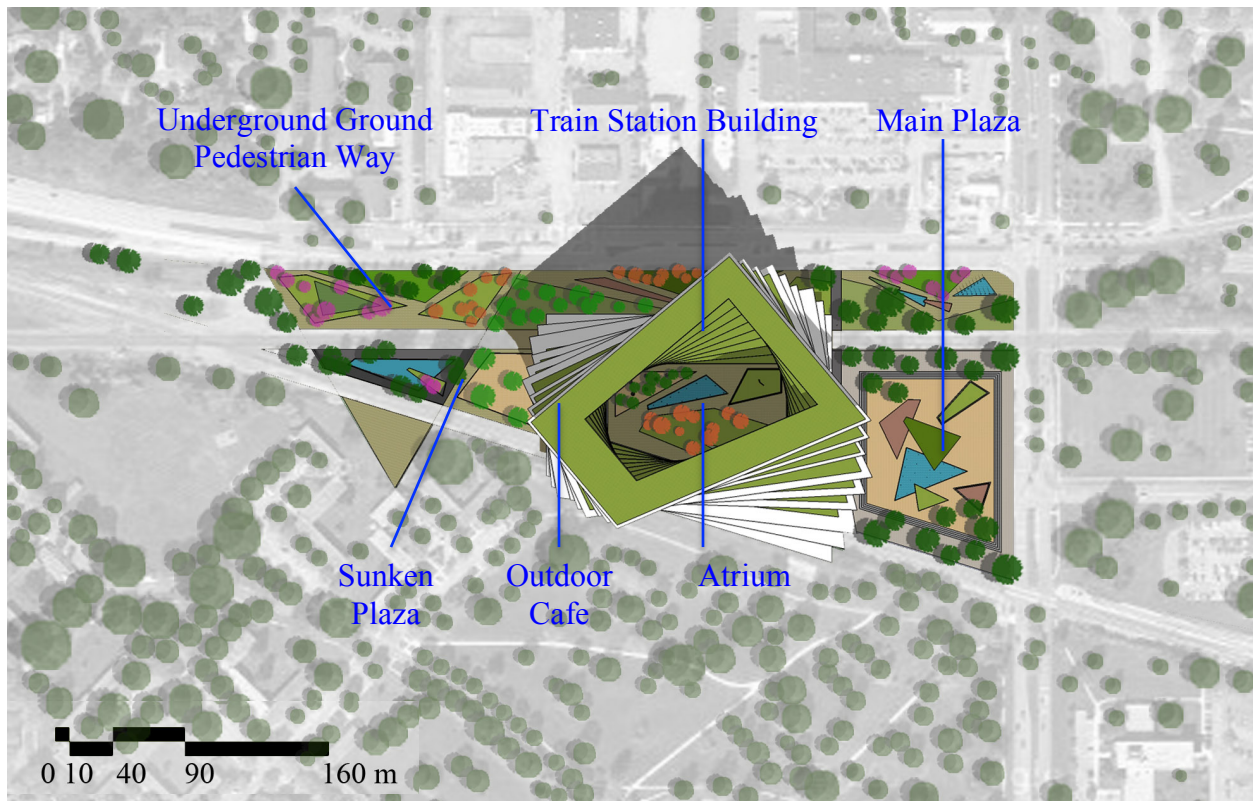 Underground Ground
Pedestrian Way
Train Station Building
Main Plaza
Sunken
Plaza
Outdoor
Cafe
Atrium
0 10 40 90 160 m